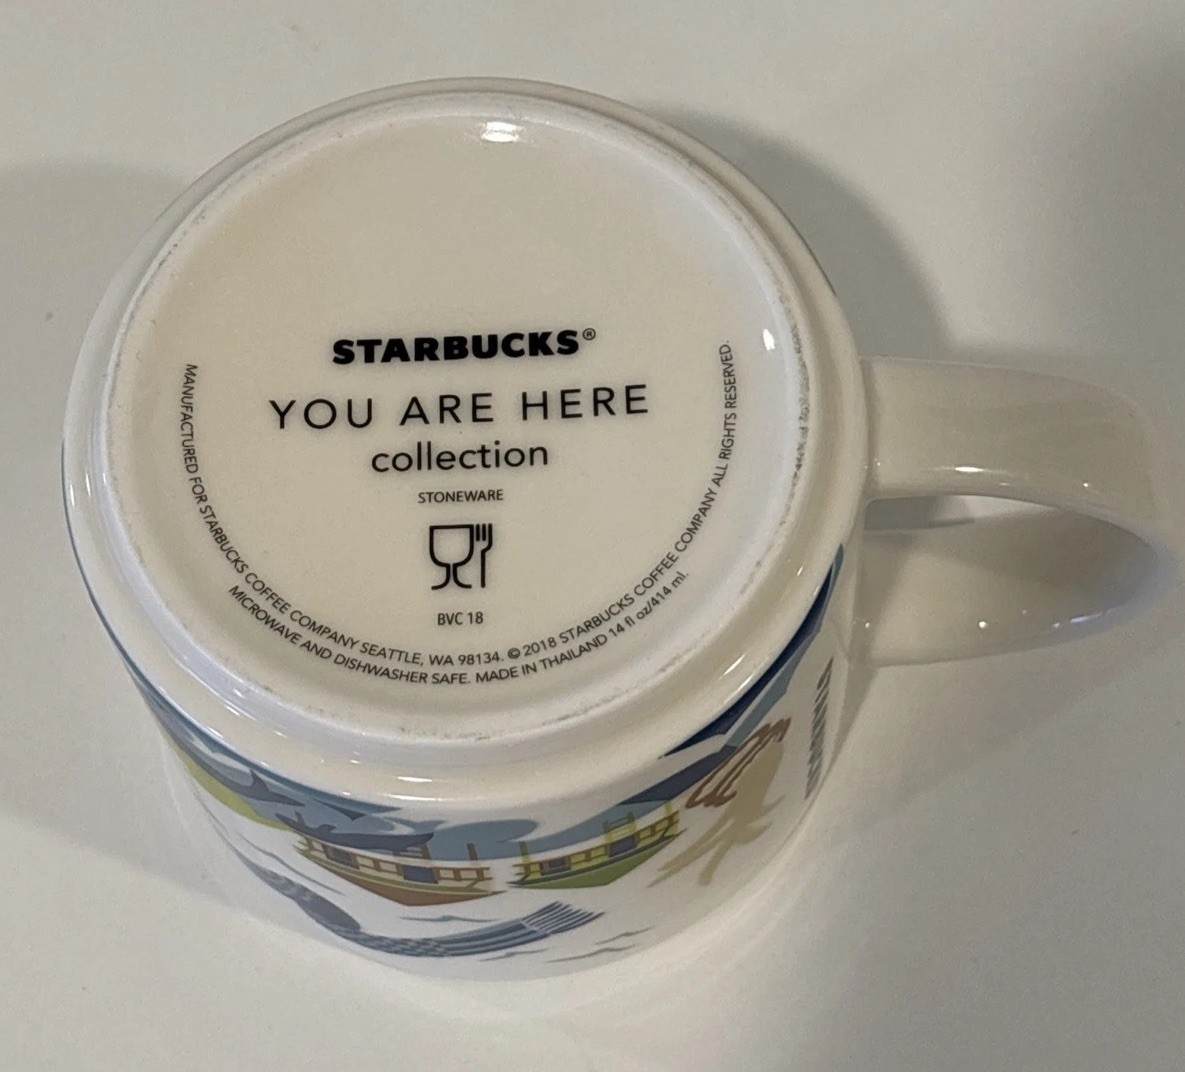 STARBUCKS®
YOU ARE HERE
collection
STONEWARE
BVC 18
MANUFACTURED FOR STARBUCKS COFFEE COMPANY SEATTLE, WA 98134. © 2018 STARBUCKS COFFEE COMPANY ALL RIGHTS RESERVED.
MICROWAVE AND DISHWASHER SAFE. MADE IN THAILAND 14 fl oz/414 ml.